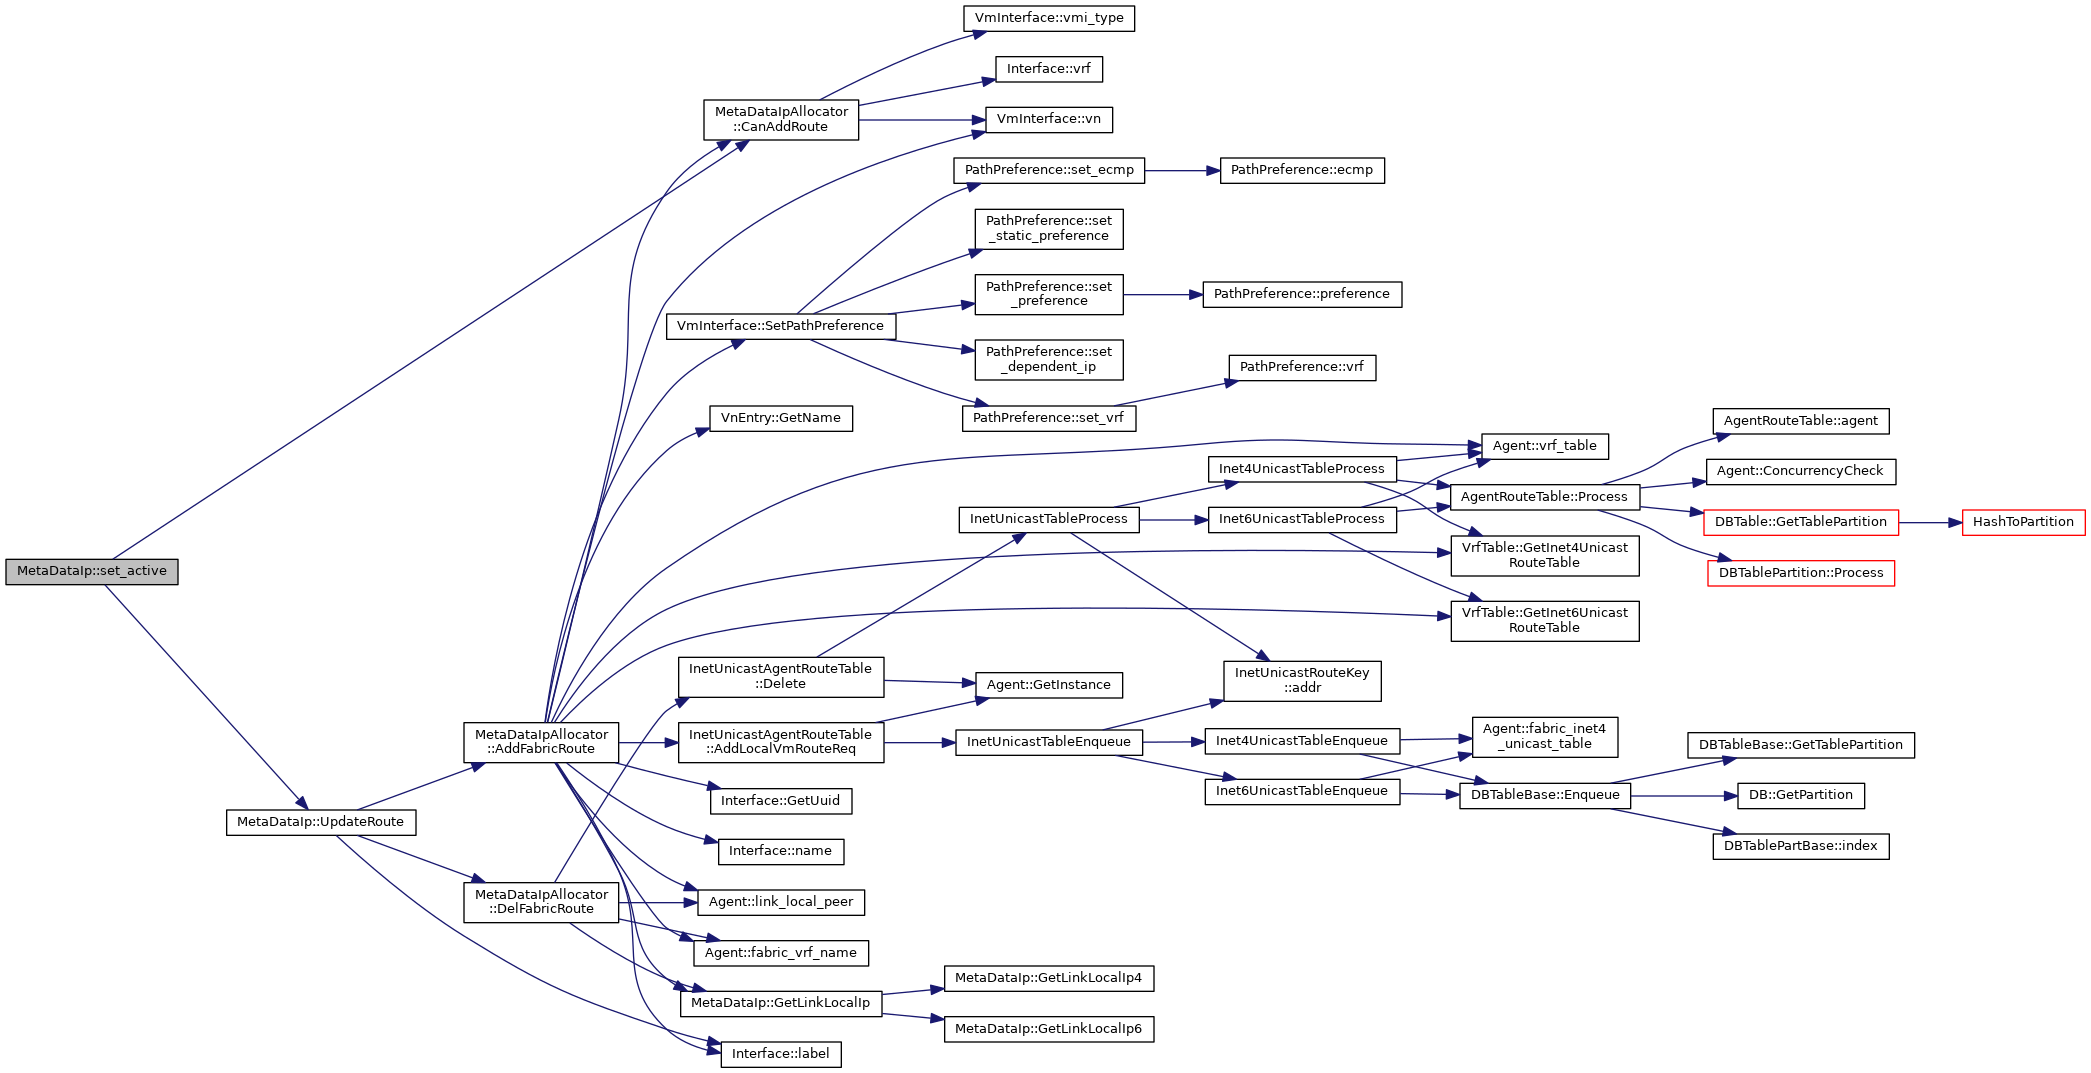 VmInterface::vmi_type
Interface::vrf
MetaDataIpAllocator
::CanAddRoute
VmInterface::vn
PathPreference::set_ecmp
PathPreference::ecmp
PathPreference::set
_static_preference
PathPreference::set
_preference
PathPreference::preference
VmInterface::SetPathPreference
PathPreference::set
_dependent_ip
PathPreference::vrf
VnEntry::GetName
PathPreference::set_vrf
AgentRouteTable::agent
Agent::vrf_table
Inet4UnicastTableProcess
Agent::ConcurrencyCheck
AgentRouteTable::Process
InetUnicastTableProcess
Inet6UnicastTableProcess
DBTable::GetTablePartition
HashToPartition
VrfTable::GetInet4Unicast
RouteTable
DBTablePartition::Process
MetaDataIp::set_active
VrfTable::GetInet6Unicast
RouteTable
InetUnicastAgentRouteTable
::Delete
Agent::GetInstance
InetUnicastRouteKey
::addr
MetaDataIpAllocator
::AddFabricRoute
InetUnicastAgentRouteTable
::AddLocalVmRouteReq
InetUnicastTableEnqueue
Inet4UnicastTableEnqueue
Agent::fabric_inet4
_unicast_table
DBTableBase::GetTablePartition
Inet6UnicastTableEnqueue
DBTableBase::Enqueue
DB::GetPartition
Interface::GetUuid
MetaDataIp::UpdateRoute
Interface::name
DBTablePartBase::index
MetaDataIpAllocator
::DelFabricRoute
Agent::link_local_peer
Agent::fabric_vrf_name
MetaDataIp::GetLinkLocalIp4
MetaDataIp::GetLinkLocalIp
MetaDataIp::GetLinkLocalIp6
Interface::label